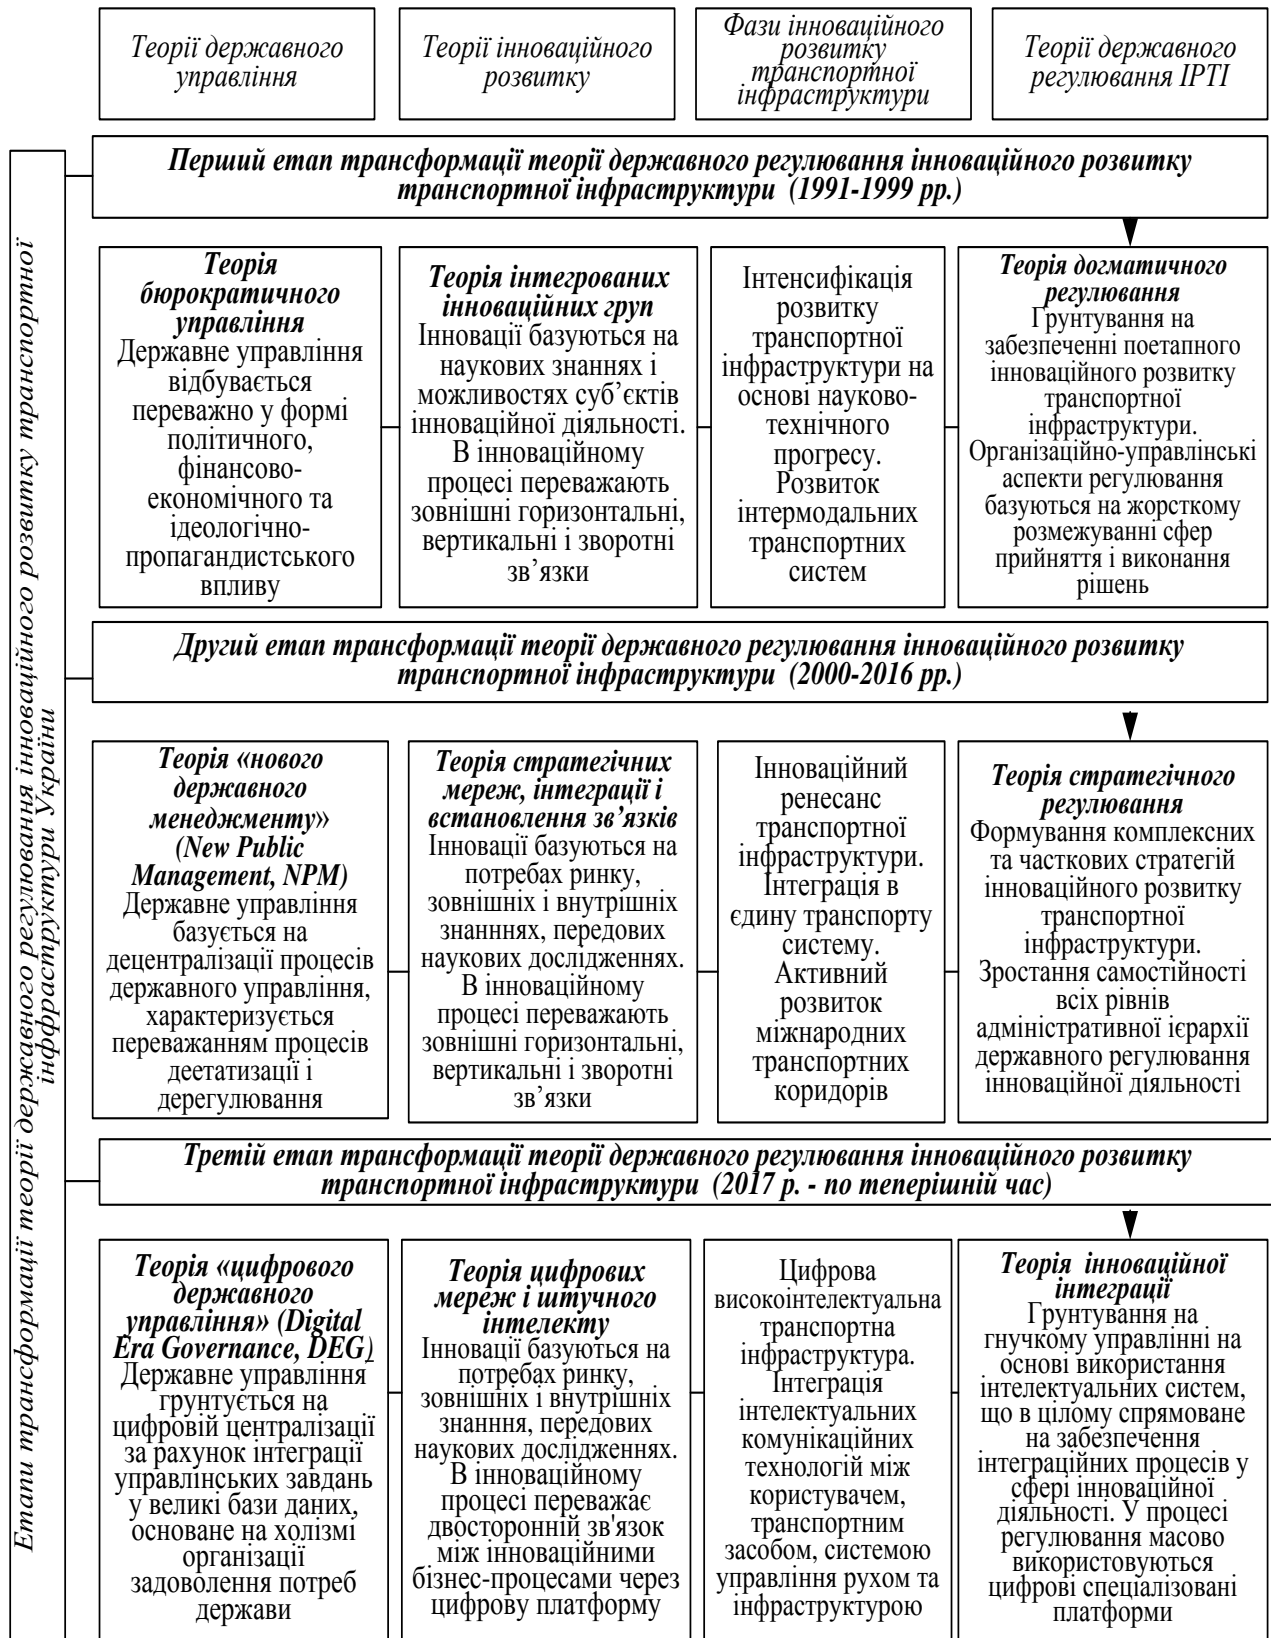 Теорії державного
управління
Теорії інноваційного
розвитку
Фази інноваційного
розвитку
транспортної
інфраструктури
Теорії державного
регулювання ІРТІ
Етапи трансформації теорії державного регулювання інноваційного розвитку транспортної
інфраструктури України
Перший етап трансформації теорії державного регулювання інноваційного розвитку
транспортної інфраструктури (1991-1999 рр.)
Теорія
бюрократичного
управління
Державне управління
відбувається
переважно у формі
політичного,
фінансово-
економічного та
ідеологічно-
пропагандистського
впливу
Теорія інтегрованих
інноваційних груп
Інновації базуються на
наукових знаннях і
можливостях суб’єктів
інноваційної діяльності.
В інноваційному
процесі переважають
зовнішні горизонтальні,
вертикальні і зворотні
зв’язки
Інтенсифікація
розвитку
транспортної
інфраструктури на
основі науково-
технічного
прогресу.
Розвиток
інтермодальних
транспортних
систем
Теорія догматичного
регулювання
Грунтування на
забезпеченні поетапного
інноваційного розвитку
транспортної
інфраструктури.
Організаційно-управлінські
аспекти регулювання
базуються на жорсткому
розмежуванні сфер
прийняття і виконання
рішень
Другий етап трансформації теорії державного регулювання інноваційного розвитку
транспортної інфраструктури (2000-2016 рр.)
Теорія «нового
державного
менеджменту»
(New Public
Management, NPM)
Державне управління
базується на
децентралізації процесів
державного управління,
характеризується
переважанням процесів
деетатизації і
дерегулювання
Теорія стратегічних
мереж, інтеграції і
встановлення зв’язків
Інновації базуються на
потребах ринку,
зовнішніх і внутрішніх
знанннях, передових
наукових дослідженнях.
В інноваційному
процесі переважають
зовнішні горизонтальні,
вертикальні і зворотні
зв’язки
Інноваційний
ренесанс
транспортної
інфраструктури.
Інтеграція в
єдину транспорту
систему.
Активний
розвиток
міжнародних
транспортних
коридорів
Теорія стратегічного
регулювання
Формування комплексних
та часткових стратегій
інноваційного розвитку
транспортної
інфраструктури.
Зростання самостійності
всіх рівнів
адміністративної ієрархії
державного регулювання
інноваційної діяльності
Третій етап трансформації теорії державного регулювання інноваційного розвитку
транспортної інфраструктури (2017 р. - по теперішній час)
Теорія «цифрового
державного
управління» (Digital
Era Governance, DEG)
Державне управління
грунтується на
цифровій централізації
за рахунок інтеграції
управлінських завдань
у великі бази даних,
основане на холізмі
організації
задоволення потреб
держави
Теорія цифрових
мереж і штучного
інтелекту
Інновації базуються на
потребах ринку,
зовнішніх і внутрішніх
знанння, передових
наукових дослідженнях.
В інноваційному
процесі переважає
двосторонній зв'язок
між інноваційними
бізнес-процесами через
цифрову платформу
Цифрова
високоінтелектуальна
транспортна
інфраструктура.
Інтеграція
інтелектуальних
комунікаційних
технологій між
користувачем,
транспортним
засобом, системою
управління рухом та
інфраструктурою
Теорія інноваційної
інтеграції
Грунтування на
гнучкому управлінні на
основі використання
інтелектуальних систем,
що в цілому спрямоване
на забезпечення
інтеграційних процесів у
сфері інноваційної
діяльності. У процесі
регулювання масово
використовуються
цифрові спеціалізовані
платформи